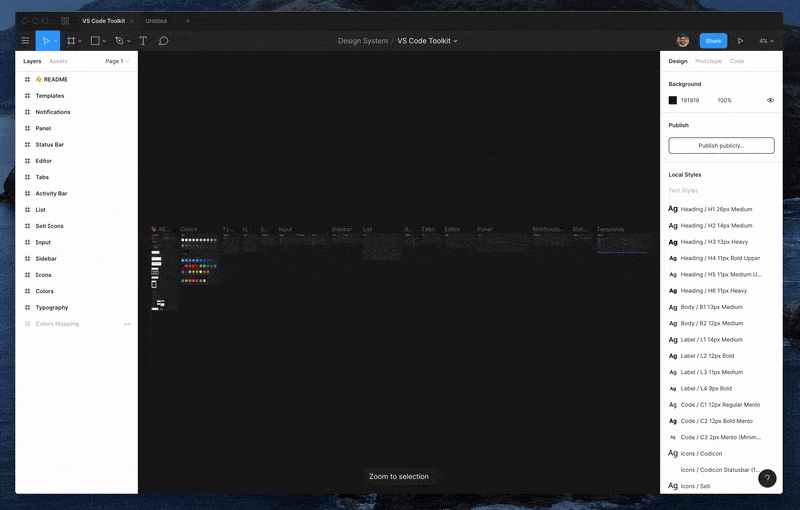 VS Code Toolkit
Untitled
Design System / VS Code Toolkit
Share
4%
Layers
Assets
Page 1
README
Templates
Notifications
Panel
Status Bar
Editor
Tabs
Activity Bar
List
Seti Icons
Input
Sidebar
Icons
Colors
Typography
Colors Mapping
RE...
Colors
Ty...
S...
Input
Sidebar
List
A...
Tabs
Editor
Panel
Notificatio...
Stat...
Templates
Zoom to selection
Design
Prototype
Code
Background
191919
100%
Publish
Publish publicly...
Local Styles
Text Styles
Ag Heading / H1 26px Medium
Ag Heading / H2 14px Medium
Ag Heading / H3 13px Heavy
Ag Heading / H4 11px Bold Upper
Ag Heading / H5 11px Medium U...
Ag Heading / H6 11px Heavy
Ag Body / B1 13px Medium
Ag Body / B2 12px Medium
Ag Label / L1 14px Medium
Ag Label / L2 12px Bold
Ag Label / L3 11px Medium
Ag Label / L4 9px Bold
Ag Code / C1 12px Regular Menlo
Ag Code / C2 12px Bold Menlo
Ag Code / C3 2px Menlo (Minim...
Ag Icons / Codicon
Icons / Codicon Statusbar (1...
Ag Icons / Seti
?